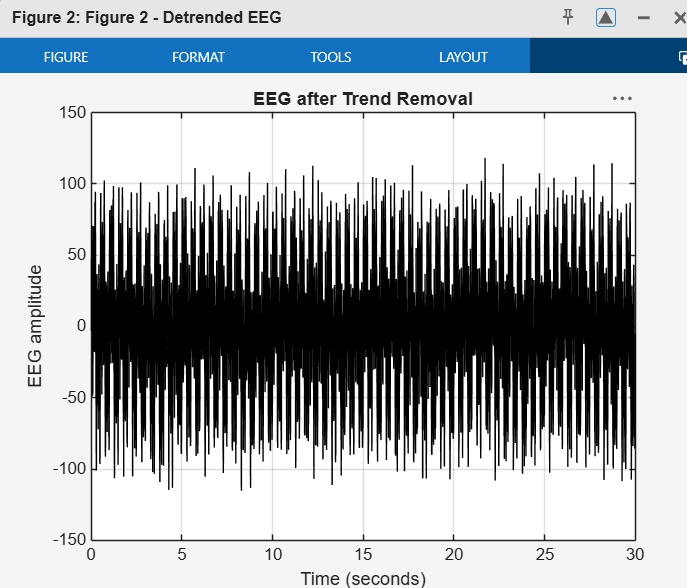 Figure 2: Figure 2 - Detrended EEG
FIGURE FORMAT TOOLS LAYOUT
EEG after Trend Removal
150
100
50
0
-50
-100
-150
EEG amplitude
0 5 10 15 20 25 30
Time (seconds)